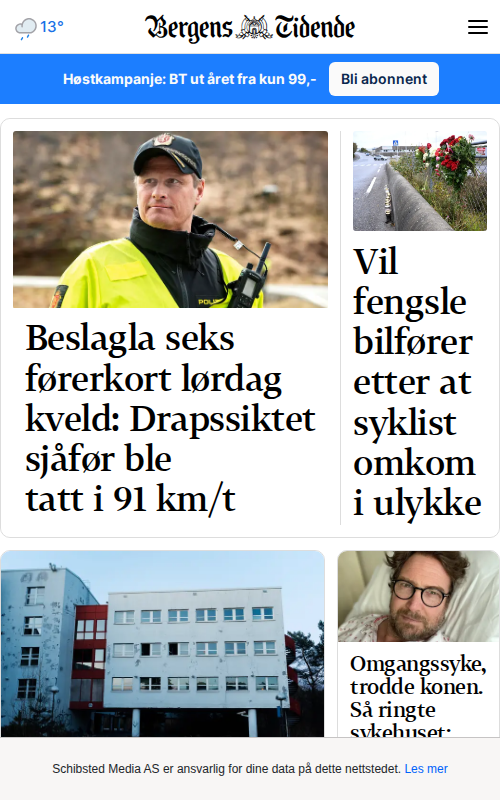 13°
Bergens Tidende
Høstkampanje: BT ut året fra kun 99,-
Bli abonnent
POLITI
Beslagla seks
førerkort lørdag
kveld: Drapssiktet
sjåfør ble
tatt i 91 km/t
Vil
fengsle
bilfører
etter at
syklist
omkom
i ulykke
Omgangssyke,
trodde konen.
Så ringte
sykehuset:
Schibsted Media AS er ansvarlig for dine data på dette nettstedet. Les mer